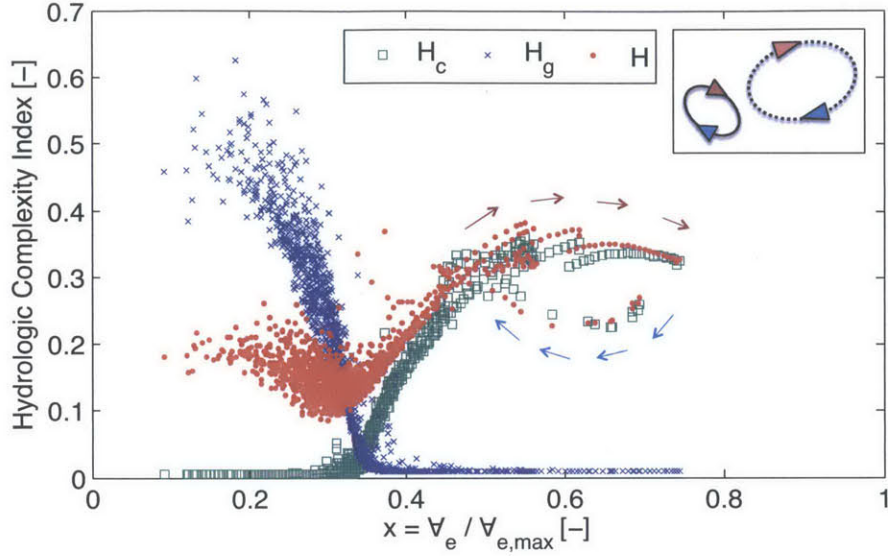 0.7
0.6
0.5
0.4
0.3
0.2
0.1
0
Hydrologic Complexity Index [–]
H_c H_g H
0 0.2 0.4 0.6 0.8 1
x = ∀_e / ∀_e,max [–]